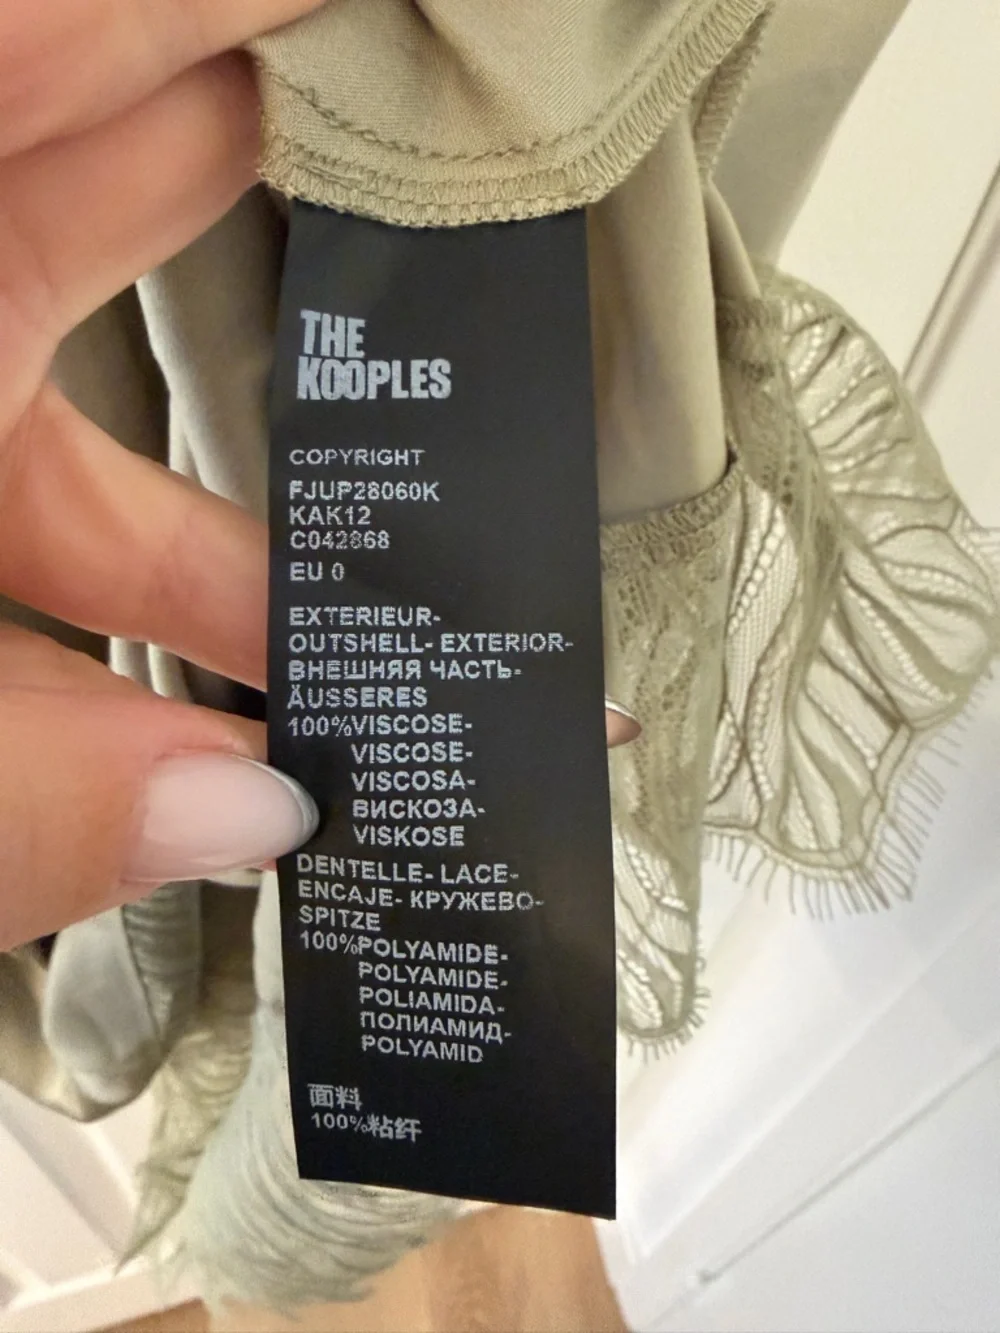 THE
KOOPLES
COPYRIGHT
FJUP28060K
KAK12
C042868
EU 0
EXTERIEUR-
OUTSHELL- EXTERIOR-
ВНЕШНЯЯ ЧАСТЬ-
ÄUSSERES
100%VISCOSE-
VISCOSE-
VISCOSA-
ВИСКОЗА-
VISKOSE
DENTELLE- LACE-
ENCAJE- КРУЖЕВО-
SPITZE
100%POLYAMIDE-
POLYAMIDE-
POLIAMIDA-
ПОЛИАМИД-
POLYAMID
面料
100%粘纤